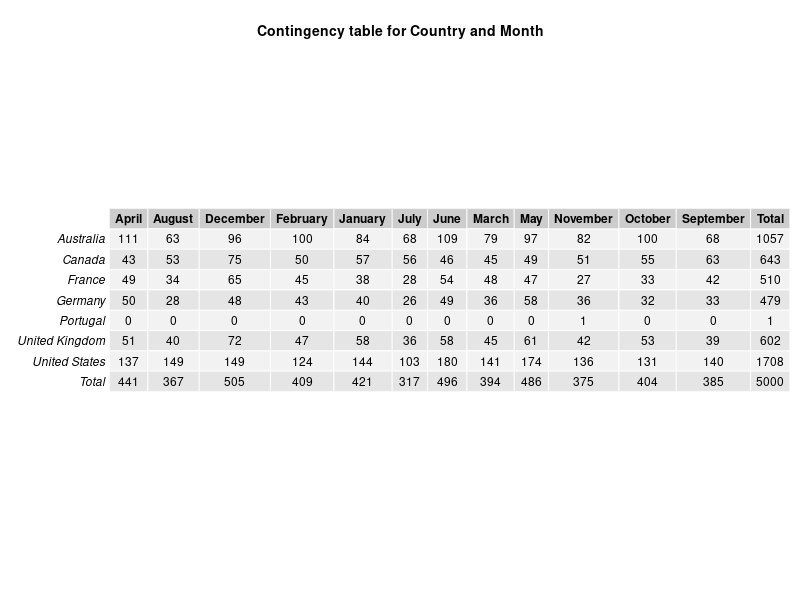 Contingency table for Country and Month
April August December February January July June March May November October September Total
Australia 111 63 96 100 84 68 109 79 97 82 100 68 1057
Canada 43 53 75 50 57 56 46 45 49 51 55 63 643
France 49 34 65 45 38 28 54 48 47 27 33 42 510
Germany 50 28 48 43 40 26 49 36 58 36 32 33 479
Portugal 0 0 0 0 0 0 0 0 0 1 0 0 1
United Kingdom 51 40 72 47 58 36 58 45 61 42 53 39 602
United States 137 149 149 124 144 103 180 141 174 136 131 140 1708
Total 441 367 505 409 421 317 496 394 486 375 404 385 5000